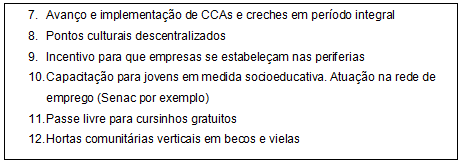 7. Avanço e implementação de CCAs e creches em período integral
8. Pontos culturais descentralizados
9. Incentivo para que empresas se estabeleçam nas periferias
10. Capacitação para jovens em medida socioeducativa. Atuação na rede de
emprego (Senac por exemplo)
11. Passe livre para cursinhos gratuitos
12. Hortas comunitárias verticais em becos e vielas